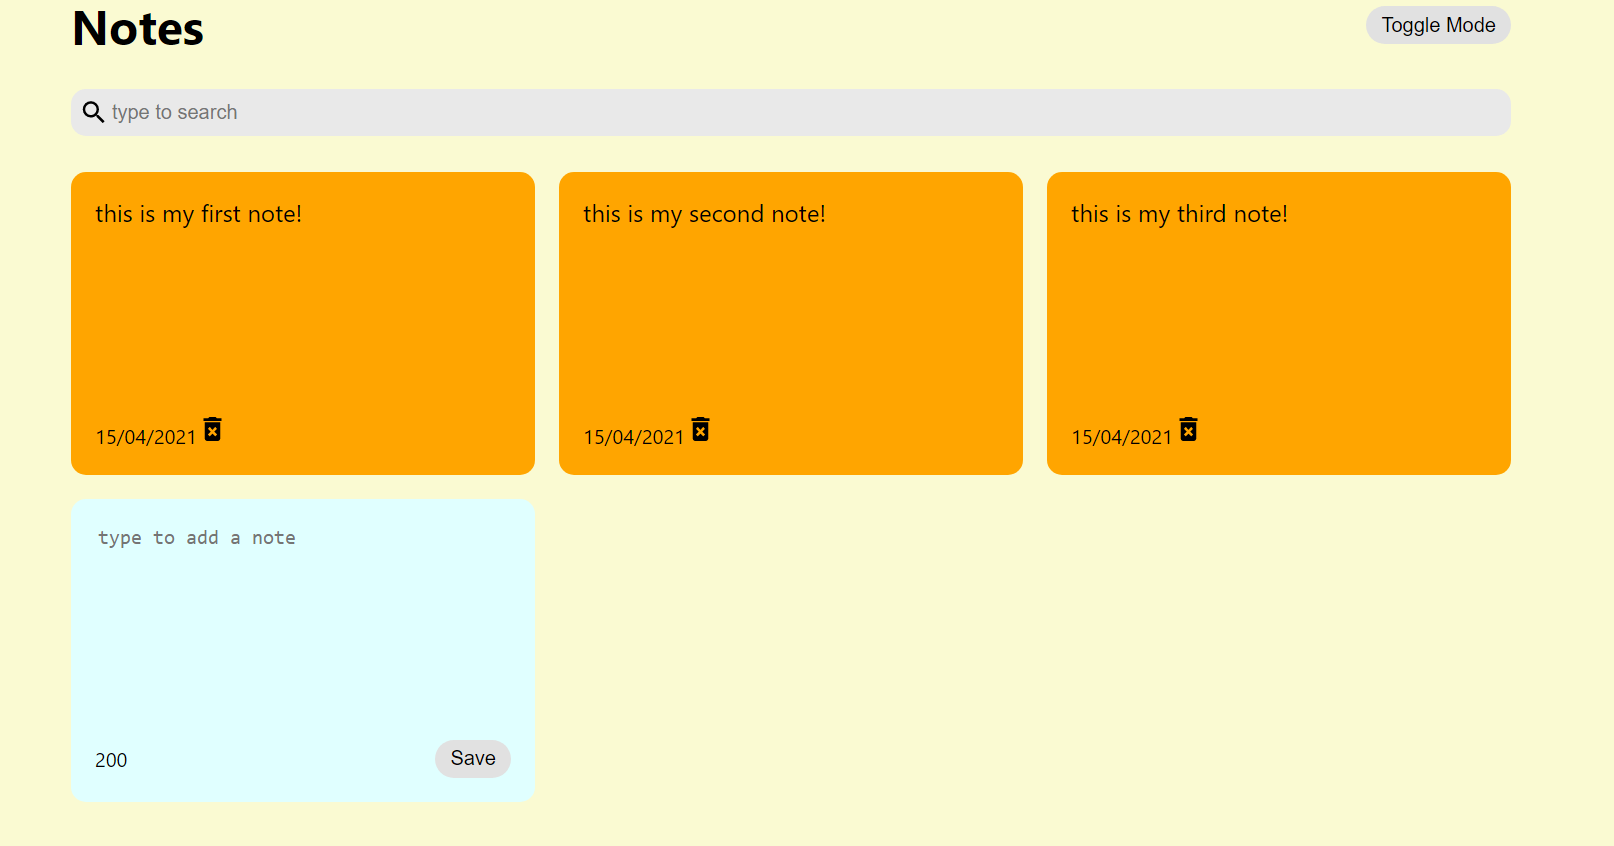 Notes
Toggle Mode
type to search
this is my first note!
this is my second note!
this is my third note!
15/04/2021
15/04/2021
15/04/2021
type to add a note
200
Save